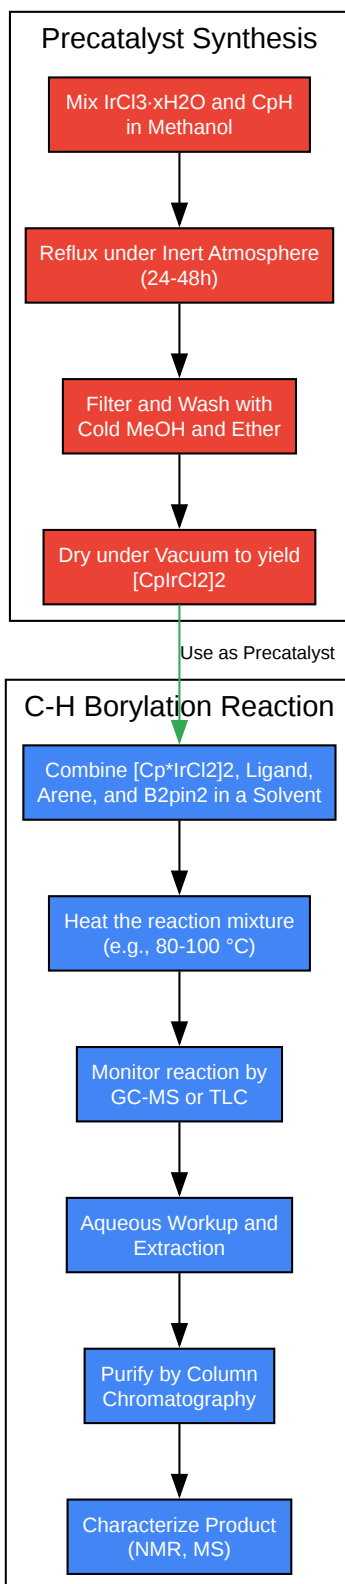 Precatalyst Synthesis
Mix IrCl3·xH2O and CpH
in Methanol
Reflux under Inert Atmosphere
(24-48h)
Filter and Wash with
Cold MeOH and Ether
Dry under Vacuum to yield
[CpIrCl2]2
Use as Precatalyst
C-H Borylation Reaction
Combine [Cp*IrCl2]2, Ligand,
Arene, and B2pin2 in a Solvent
Heat the reaction mixture
(e.g., 80-100 °C)
Monitor reaction by
GC-MS or TLC
Aqueous Workup and
Extraction
Purify by Column
Chromatography
Characterize Product
(NMR, MS)